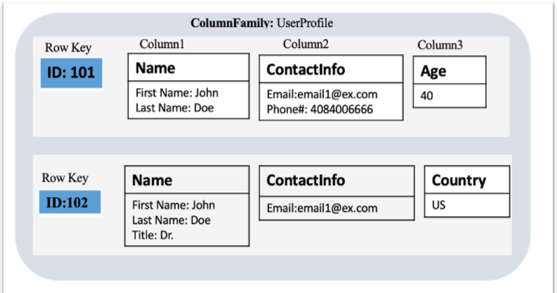 ColumnFamily: UserProfile
Row Key
Column1
Column2
Column3
ID: 101
Name
First Name: John
Last Name: Doe
ContactInfo
Email:email1@ex.com
Phone#: 4084006666
Age
40
Row Key
ID:102
Name
First Name: John
Last Name: Doe
Title: Dr.
ContactInfo
Email:email1@ex.com
Country
US